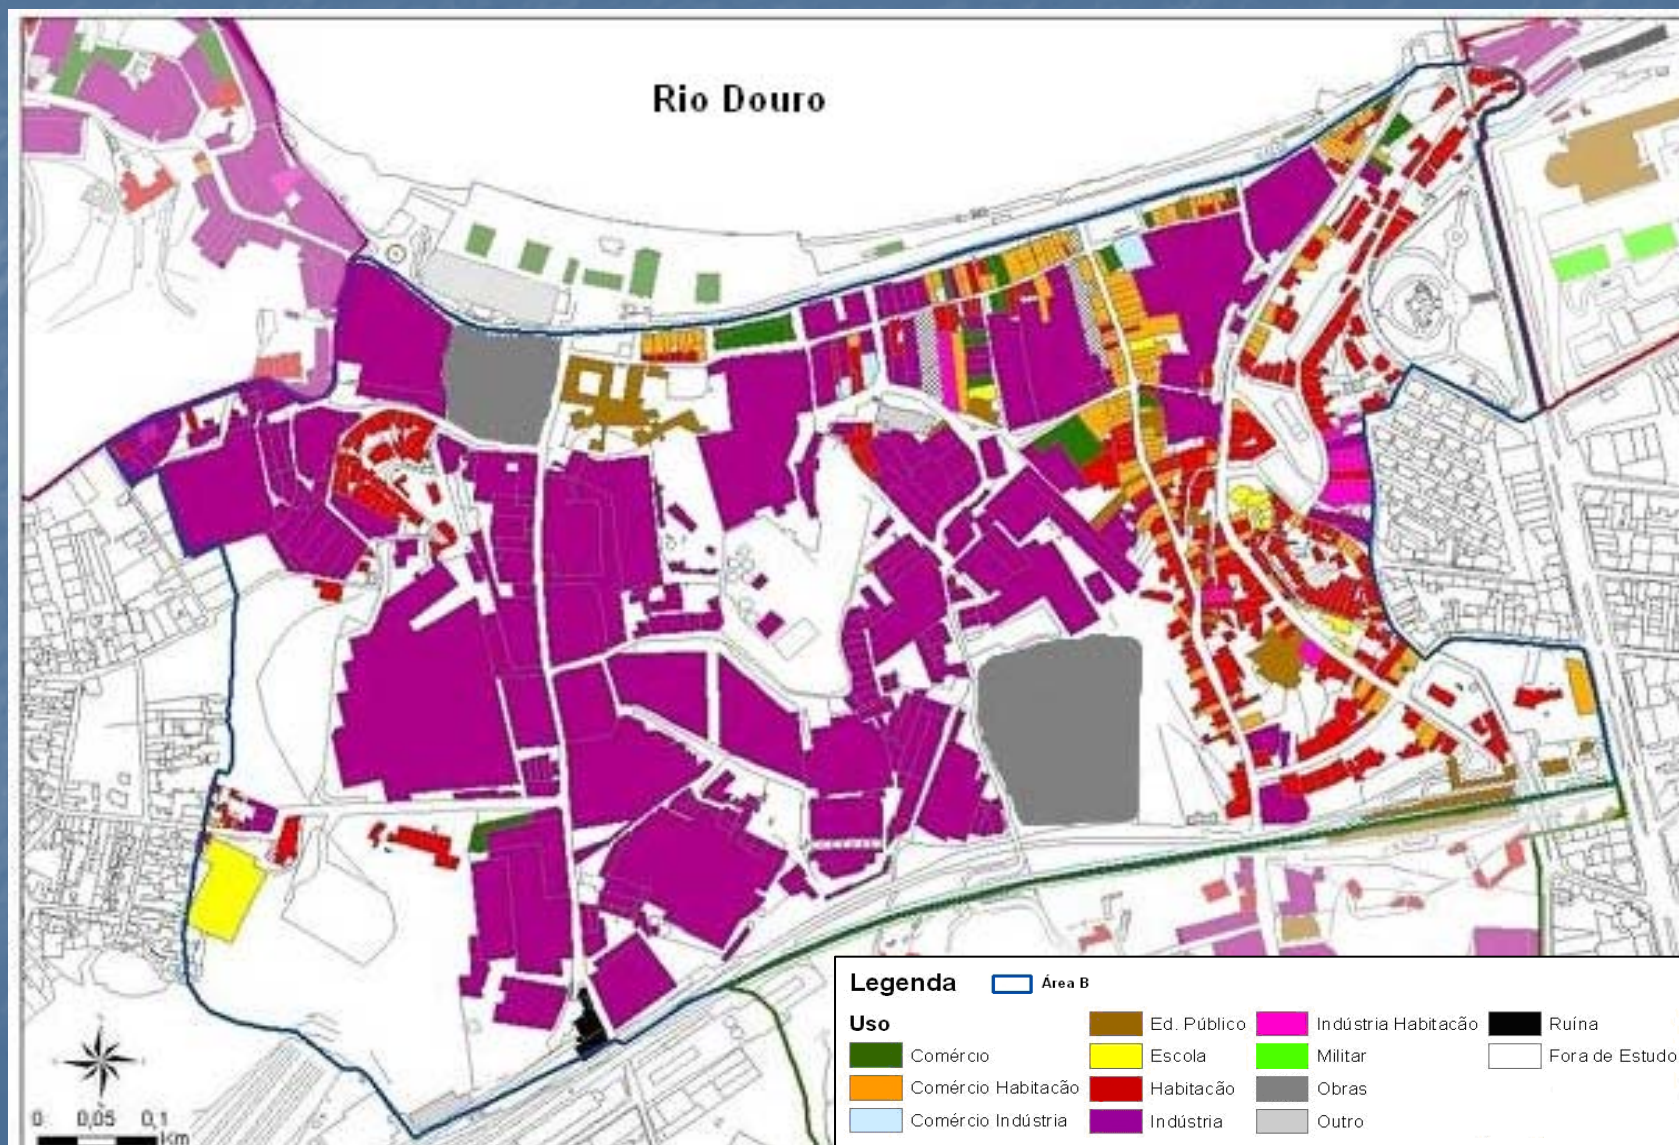 Rio Douro
Legenda
Área B
Uso
Comércio
Comércio Habitacão
Comércio Indústria
Ed. Público
Escola
Habitacão
Indústria
Indústria Habitacão
Militar
Obras
Outro
Ruína
Fora de Estudo
0 0,05 0,1
Km